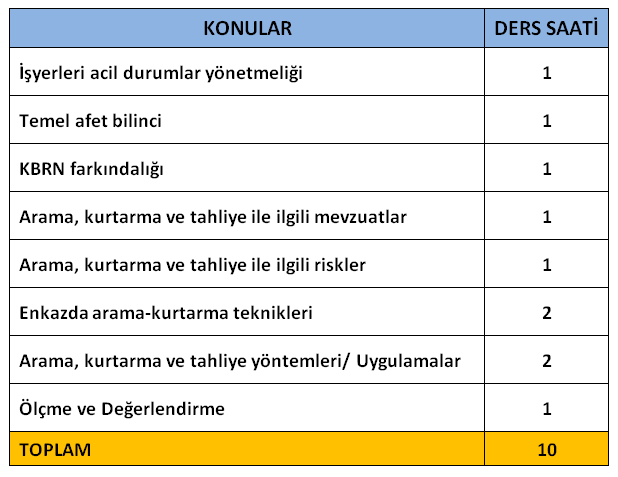 KONULAR DERS SAATİ
İşyerleri acil durumlar yönetmeliği 1
Temel afet bilinci 1
KBRN farkındalığı 1
Arama, kurtarma ve tahliye ile ilgili mevzuatlar 1
Arama, kurtarma ve tahliye ile ilgili riskler 1
Enkazda arama-kurtarma teknikleri 2
Arama, kurtarma ve tahliye yöntemleri/ Uygulamalar 2
Ölçme ve Değerlendirme 1
TOPLAM 10